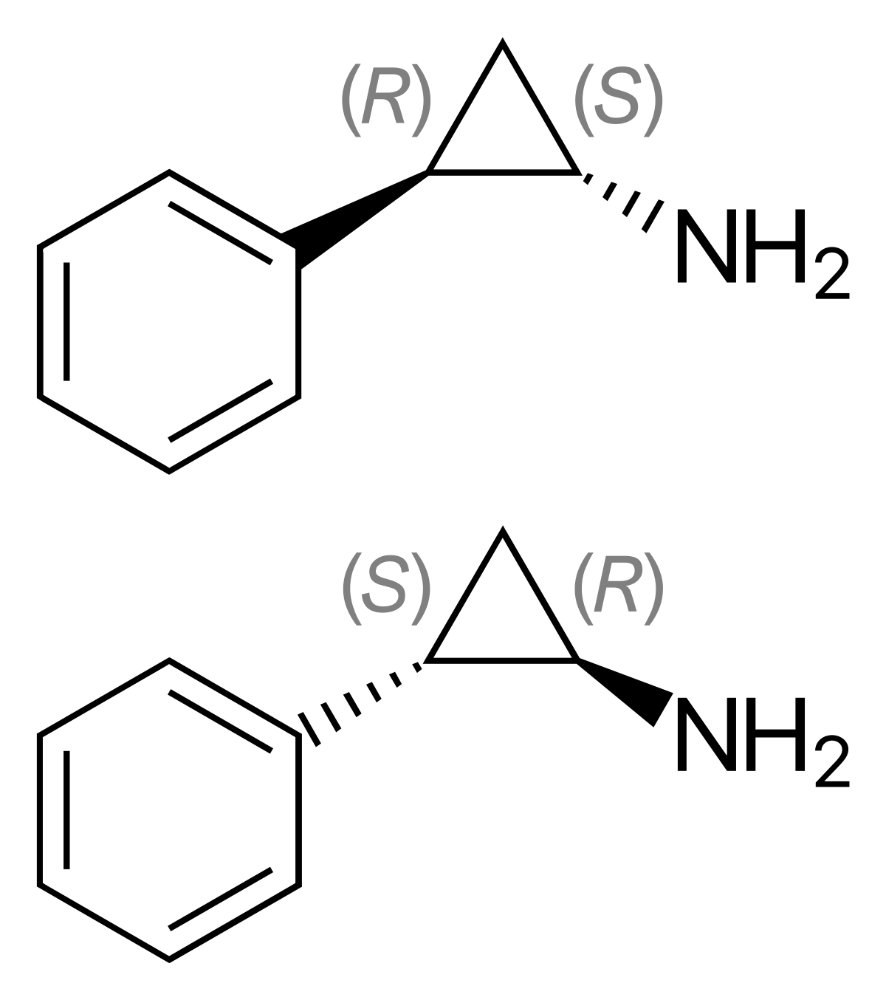 (R) (S)
NH2
(S) (R)
NH2